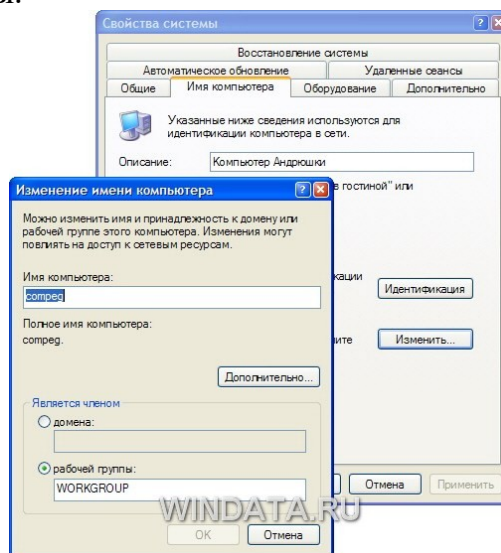 ы.
Свойства системы
Восстановление системы
Автоматическое обновление
Удаленные сеансы
Общие
Имя компьютера
Оборудование
Дополнительно
Указанные ниже сведения используются для
идентификации компьютера в сети.
Описание:
Компьютер Андрюшки
в гостиной" или
Идентификация
Изменить...
Отмена
Применить
Изменение имени компьютера
Можно изменить имя и принадлежность к домену или
рабочей группе этого компьютера. Изменения могут
повлиять на доступ к сетевым ресурсам.
Имя компьютера:
compeg
Полное имя компьютера:
compeg.
Дополнительно...
Является членом
домена:
рабочей группы:
WORKGROUP
OK
Отмена
WINDATA.RU